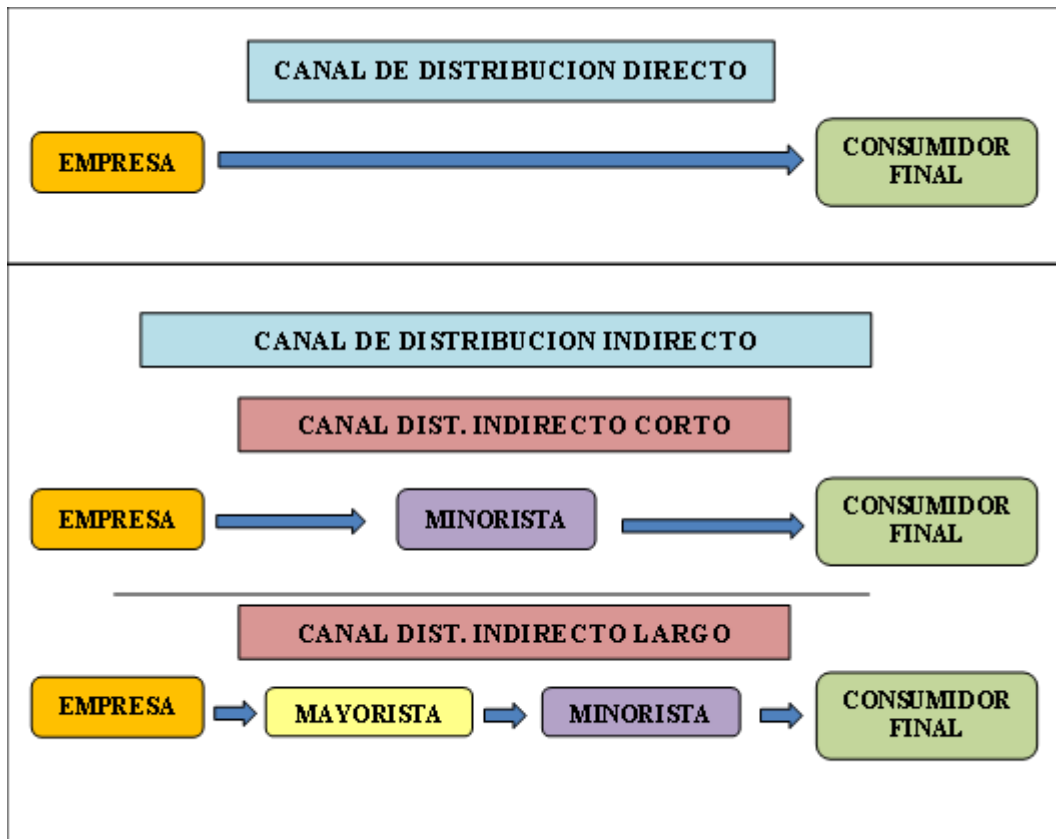 CANAL DE DISTRIBUCION DIRECTO
EMPRESA
CONSUMIDOR
FINAL
CANAL DE DISTRIBUCION INDIRECTO
CANAL DIST. INDIRECTO CORTO
EMPRESA
MINORISTA
CONSUMIDOR
FINAL
CANAL DIST. INDIRECTO LARGO
EMPRESA
MAYORISTA
MINORISTA
CONSUMIDOR
FINAL